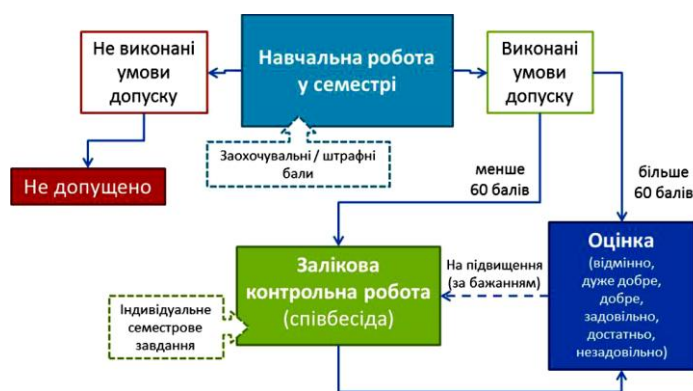 Не виконані
умови
допуску
Навчальна робота
у семестрі
Виконані
умови
допуску
Заохочувальні / штрафні
бали
Не допущено
менше
60 балів
більше
60 балів
Залікова
контрольна робота
(співбесіда)
На підвищення
(за бажанням)
Оцінка
(відмінно,
дуже добре,
добре,
задовільно,
достатньо,
незадовільно)
Індивідуальне
семестрове
завдання